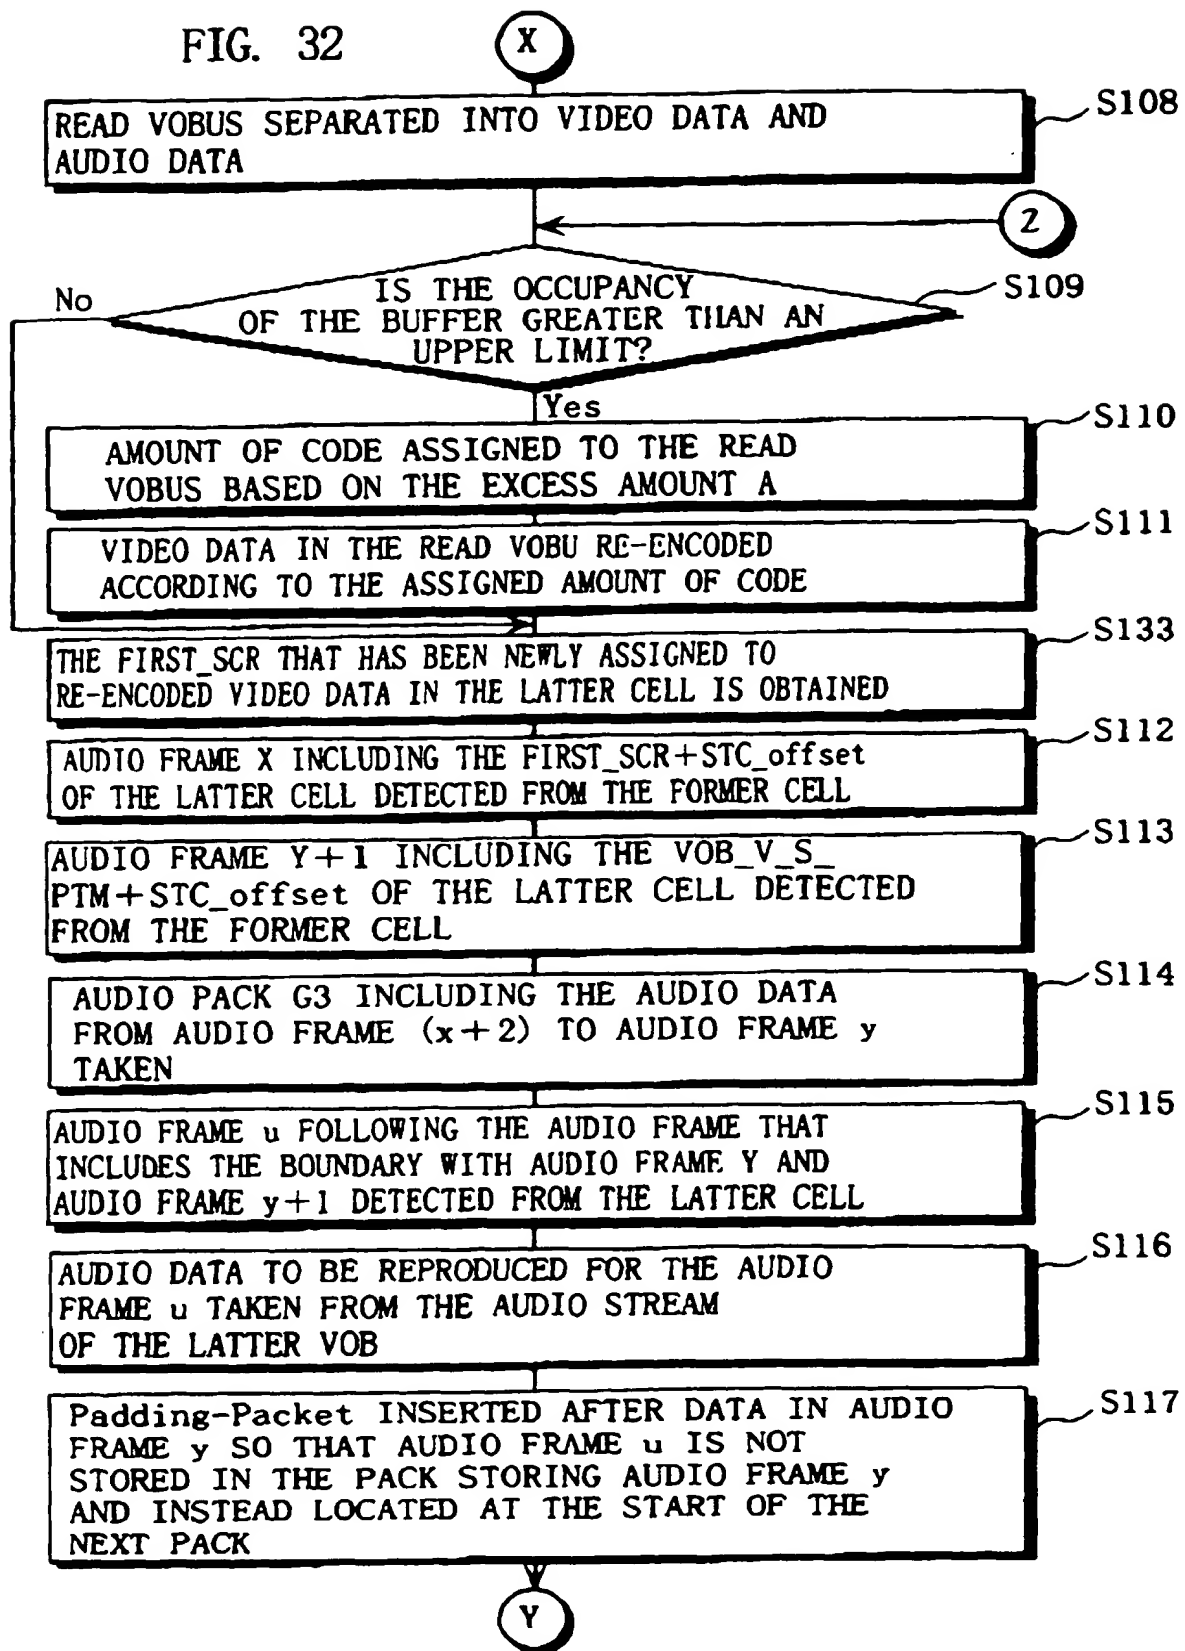 FIG. 32
X
READ VOBUS SEPARATED INTO VIDEO DATA AND
AUDIO DATA
S108
2
No
IS THE OCCUPANCY
OF THE BUFFER GREATER THAN AN
UPPER LIMIT?
S109
Yes
AMOUNT OF CODE ASSIGNED TO THE READ
VOBUS BASED ON THE EXCESS AMOUNT A
S110
VIDEO DATA IN THE READ VOBU RE-ENCODED
ACCORDING TO THE ASSIGNED AMOUNT OF CODE
S111
THE FIRST_SCR THAT HAS BEEN NEWLY ASSIGNED TO
RE-ENCODED VIDEO DATA IN THE LATTER CELL IS OBTAINED
S133
AUDIO FRAME X INCLUDING THE FIRST_SCR+STC_offset
OF THE LATTER CELL DETECTED FROM THE FORMER CELL
S112
AUDIO FRAME Y+1 INCLUDING THE VOB_V_S_
PTM+STC_offset OF THE LATTER CELL DETECTED
FROM THE FORMER CELL
S113
AUDIO PACK G3 INCLUDING THE AUDIO DATA
FROM AUDIO FRAME (x+2) TO AUDIO FRAME y
TAKEN
S114
AUDIO FRAME u FOLLOWING THE AUDIO FRAME THAT
INCLUDES THE BOUNDARY WITH AUDIO FRAME Y AND
AUDIO FRAME y+1 DETECTED FROM THE LATTER CELL
S115
AUDIO DATA TO BE REPRODUCED FOR THE AUDIO
FRAME u TAKEN FROM THE AUDIO STREAM
OF THE LATTER VOB
S116
Padding-Packet INSERTED AFTER DATA IN AUDIO
FRAME y SO THAT AUDIO FRAME u IS NOT
STORED IN THE PACK STORING AUDIO FRAME y
AND INSTEAD LOCATED AT THE START OF THE
NEXT PACK
S117
Y